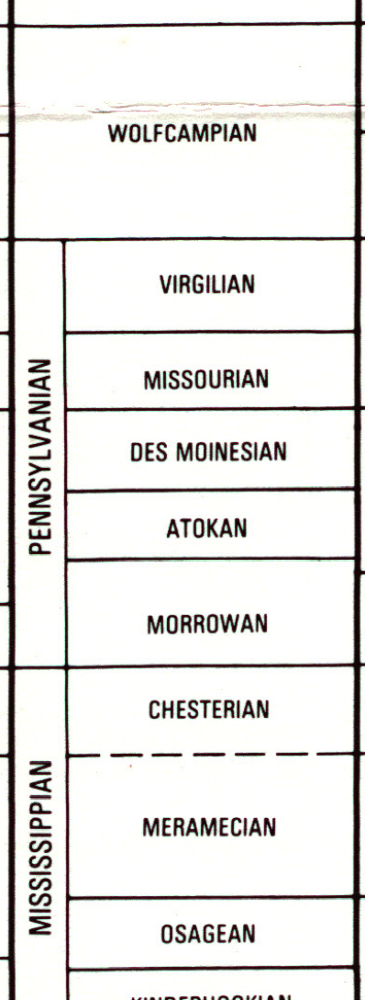 WOLFCAMPIAN
PENNSYLVANIAN
VIRGILIAN
MISSOURIAN
DES MOINESIAN
ATOKAN
MORROWAN
MISSISSIPPIAN
CHESTERIAN
MERAMECIAN
OSAGEAN